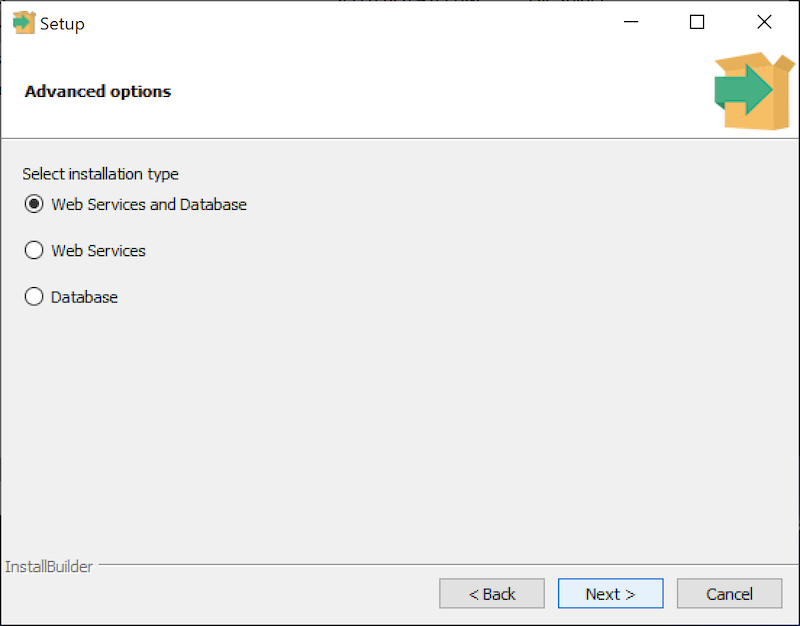 Setup
Advanced options
Select installation type
Web Services and Database
Web Services
Database
InstallBuilder
< Back
Next >
Cancel